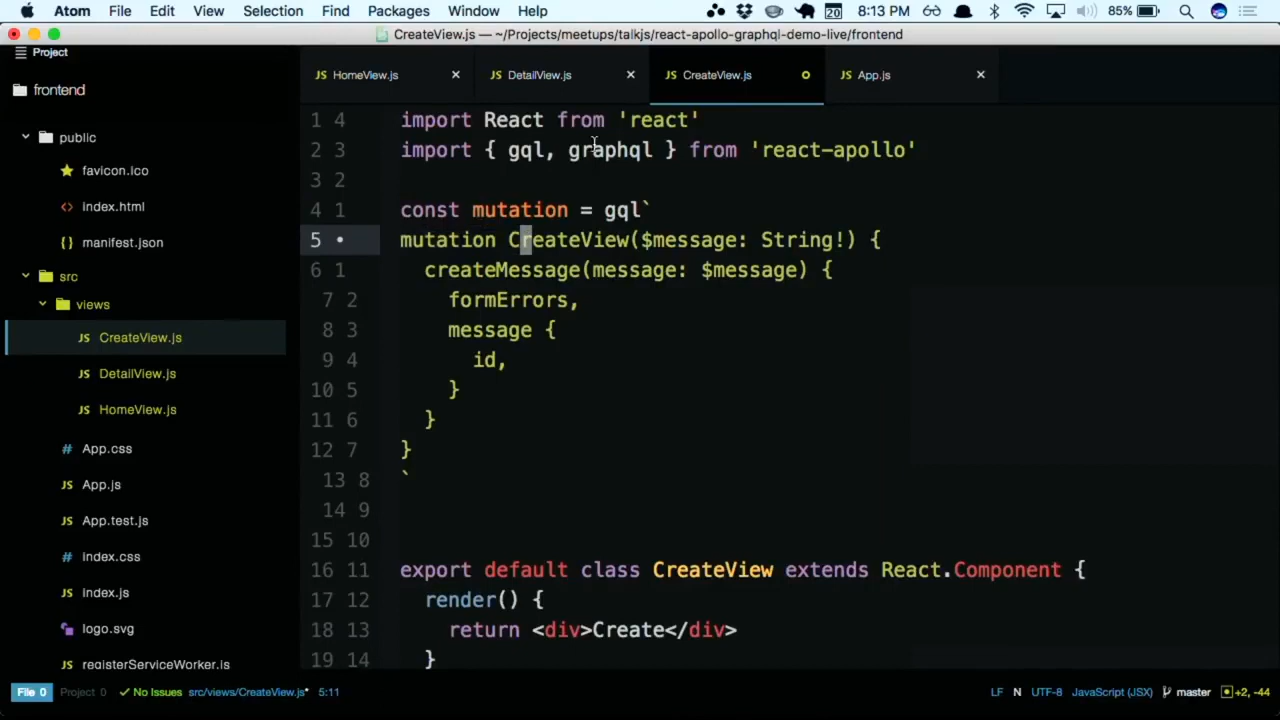 Atom File Edit View Selection Find Packages Window Help 20 8:13 PM 85%
CreateView.js — ~/Projects/meetups/talkjs/react-apollo-graphql-demo-live/frontend
Project
frontend
public
favicon.ico
index.html
manifest.json
src
views
CreateView.js
DetailView.js
HomeView.js
App.css
App.js
App.test.js
index.css
index.js
logo.svg
registerServiceWorker.js
JS HomeView.js JS DetailView.js JS CreateView.js JS App.js
1 4 import React from 'react'
2 3 import { gql, graphql } from 'react-apollo'
3 2
4 1 const mutation = gql`
5 • mutation CreateView($message: String!) {
6 1 createMessage(message: $message) {
7 2 formErrors,
8 3 message {
9 4 id,
10 5 }
11 6 }
12 7 }
13 8 `
14 9
15 10
16 11 export default class CreateView extends React.Component {
17 12 render() {
18 13 return <div>Create</div>
19 14 }
File 0 Project 0 No Issues src/views/CreateView.js* 5:11 LF N UTF-8 JavaScript (JSX) master +2, -44